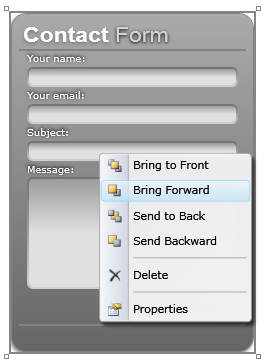 Contact Form
Your name:
Your email:
Subject:
Message:
Bring to Front
Bring Forward
Send to Back
Send Backward
Delete
Properties